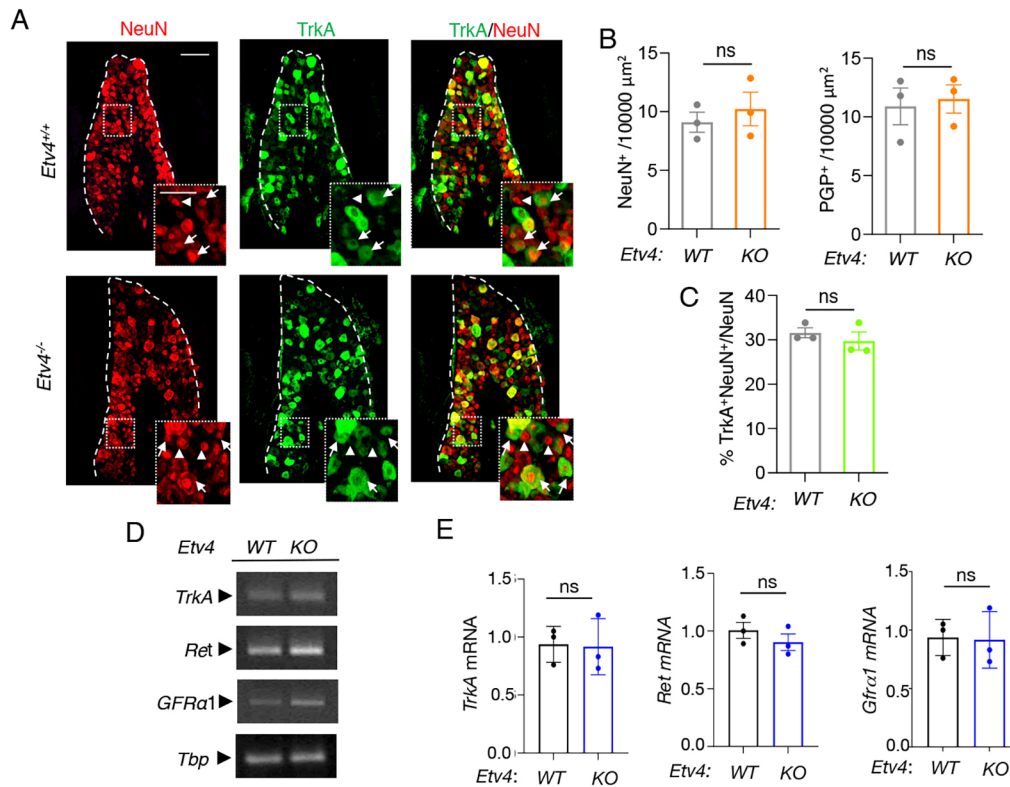 A
NeuN
TrkA
TrkA/NeuN
Etv4+/+
Etv4-/-
B
NeuN+ /10000 µm2
15
10
5
0
ns
Etv4: WT KO
PGP+ /10000 µm2
15
10
5
0
ns
Etv4: WT KO
C
% TrkA+NeuN+/NeuN
40
30
20
10
0
ns
Etv4: WT KO
D
Etv4 WT KO
TrkA
Ret
GFRα1
Tbp
E
TrkA mRNA
1.5
1.0
0.5
0.0
ns
Etv4: WT KO
Ret mRNA
1.5
1.0
0.5
0.0
ns
Etv4: WT KO
Gfrα1 mRNA
1.5
1.0
0.5
0.0
ns
Etv4: WT KO